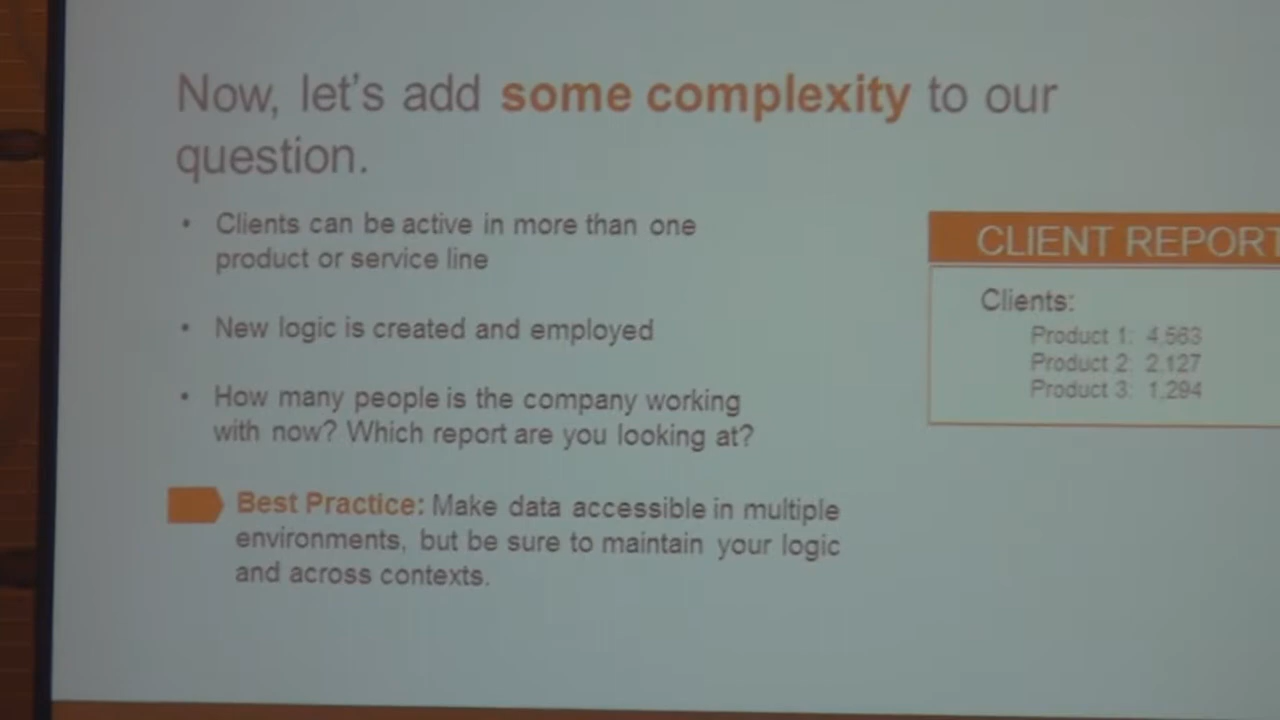 Now, let's add some complexity to our
question.
• Clients can be active in more than one
product or service line
• New logic is created and employed
• How many people is the company working
with now? Which report are you looking at?
Best Practice: Make data accessible in multiple
environments, but be sure to maintain your logic
and across contexts.
CLIENT REPORT
Clients:
Product 1: 4,563
Product 2: 2,127
Product 3: 1,294